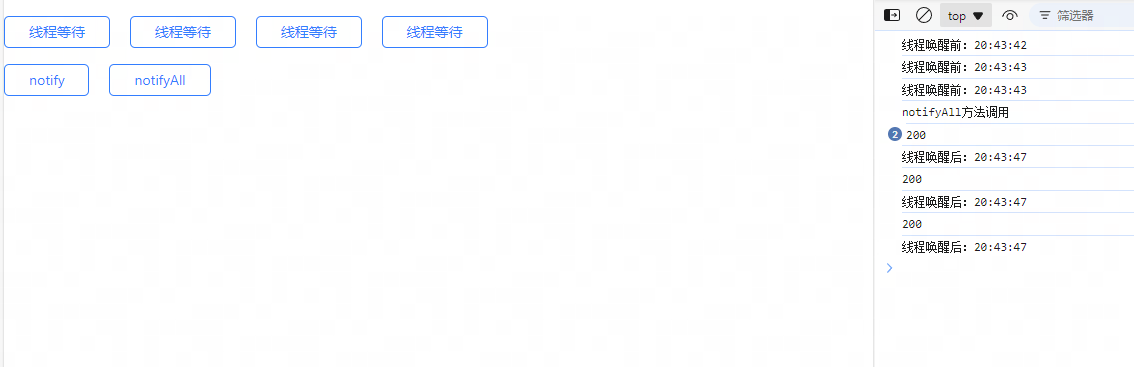 线程等待 线程等待 线程等待 线程等待
notify notifyAll
top 筛选器
线程唤醒前: 20:43:42
线程唤醒前: 20:43:43
线程唤醒前: 20:43:43
notifyAll方法调用
2 200
线程唤醒后: 20:43:47
200
线程唤醒后: 20:43:47
200
线程唤醒后: 20:43:47